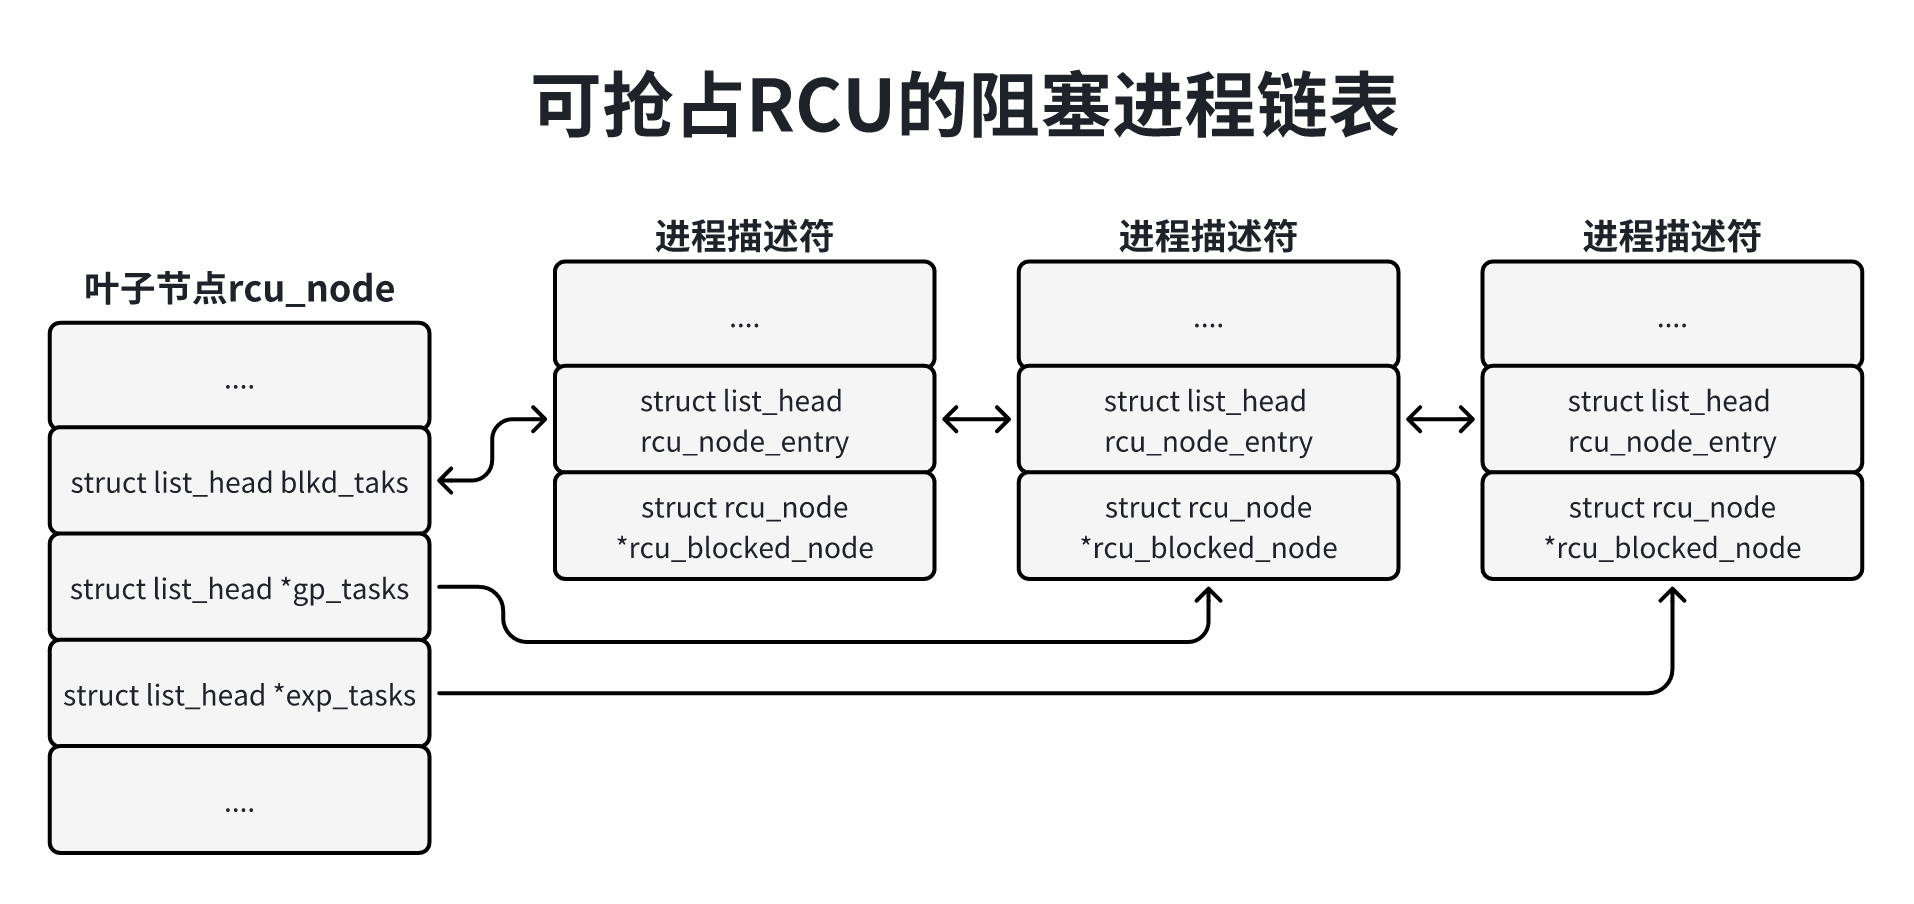 可抢占RCU的阻塞进程链表
叶子节点rcu_node
....
struct list_head blkd_taks
struct list_head *gp_tasks
struct list_head *exp_tasks
....
进程描述符
....
struct list_head
rcu_node_entry
struct rcu_node
*rcu_blocked_node
进程描述符
....
struct list_head
rcu_node_entry
struct rcu_node
*rcu_blocked_node
进程描述符
....
struct list_head
rcu_node_entry
struct rcu_node
*rcu_blocked_node